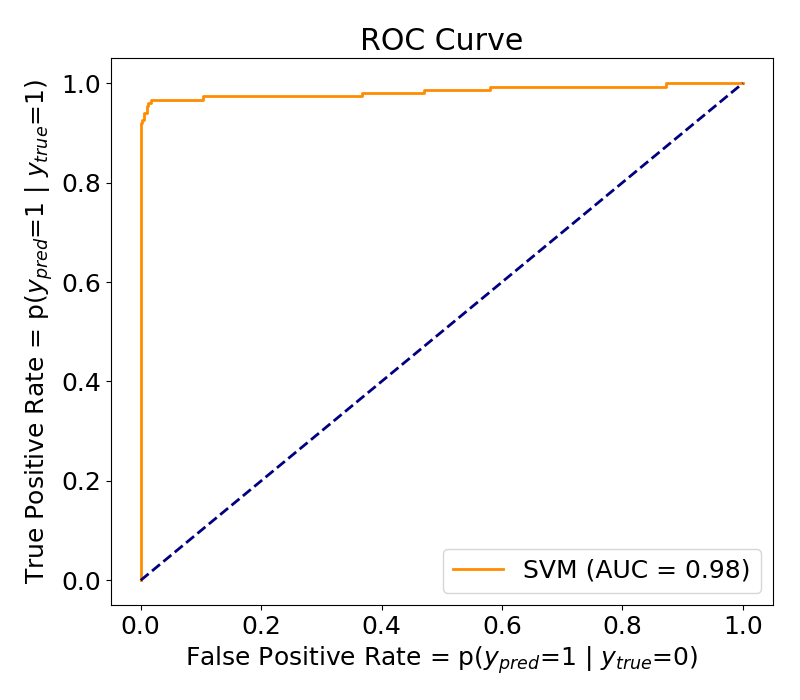 ROC Curve
True Positive Rate = p(y_pred=1 | y_true=1)
1.0
0.8
0.6
0.4
0.2
0.0
SVM (AUC = 0.98)
0.0 0.2 0.4 0.6 0.8 1.0
False Positive Rate = p(y_pred=1 | y_true=0)